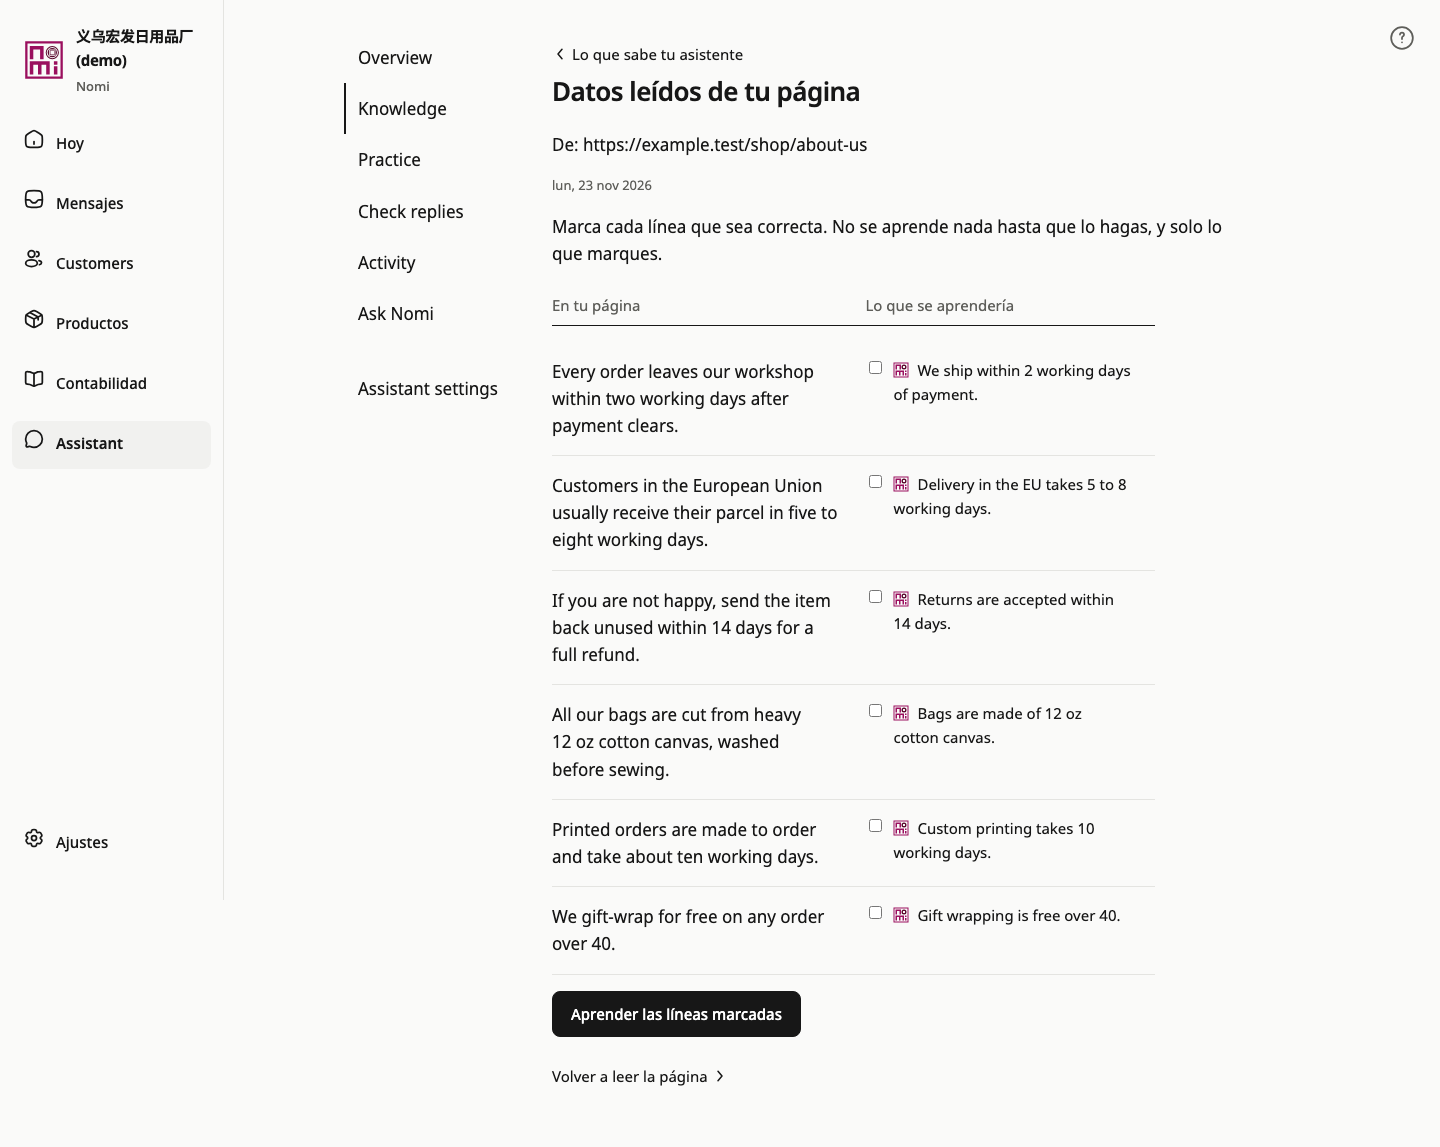 义乌宏发日用品厂
(demo)
Nomi
Hoy
Mensajes
Customers
Productos
Contabilidad
Assistant
Ajustes
Overview
Knowledge
Practice
Check replies
Activity
Ask Nomi
Assistant settings
Lo que sabe tu asistente
Datos leídos de tu página
De: https://example.test/shop/about-us
lun, 23 nov 2026
Marca cada línea que sea correcta. No se aprende nada hasta que lo hagas, y solo lo
que marques.
En tu página
Lo que se aprendería
Every order leaves our workshop
within two working days after
payment clears.
We ship within 2 working days
of payment.
Customers in the European Union
usually receive their parcel in five to
eight working days.
Delivery in the EU takes 5 to 8
working days.
If you are not happy, send the item
back unused within 14 days for a
full refund.
Returns are accepted within
14 days.
All our bags are cut from heavy
12 oz cotton canvas, washed
before sewing.
Bags are made of 12 oz
cotton canvas.
Printed orders are made to order
and take about ten working days.
Custom printing takes 10
working days.
We gift-wrap for free on any order
over 40.
Gift wrapping is free over 40.
Aprender las líneas marcadas
Volver a leer la página